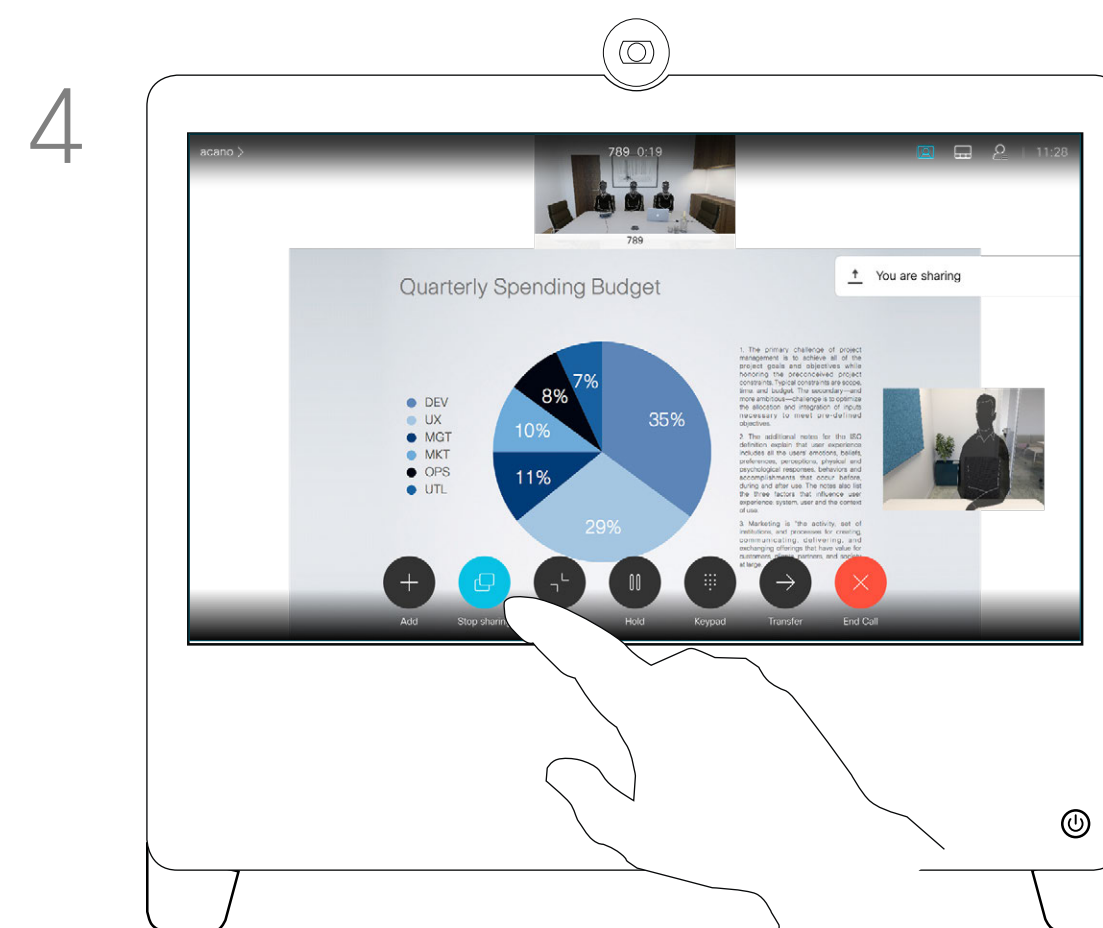 4
acano >
789 0:19
11:28
789
You are sharing
Quarterly Spending Budget
DEV
UX
MGT
MKT
OPS
UTL
7%
8%
35%
10%
11%
29%
1. The primary challenge of project
management is to achieve all of the
project goals and objectives while
honoring the preconceived project
constraints. Typical constraints are scope,
time, and budget. The secondary—and
more ambitious—challenge is to optimize
the allocation and integration of inputs
necessary to meet pre-defined
objectives.
2. The additional notes for the ISO
definition explain that user experience
includes all the users' emotions, beliefs,
preferences, perceptions, physical and
psychological responses, behaviors and
accomplishments that occur before,
during and after use. The notes also list
the three factors that influence user
experience: system, user and the context
of use.
3. Marketing is "the activity, set of
institutions, and processes for creating,
communicating, delivering, and
exchanging offerings that have value for
customers, clients, partners, and society
at large.
Add
Stop sharing
Hold
Keypad
Transfer
End Call